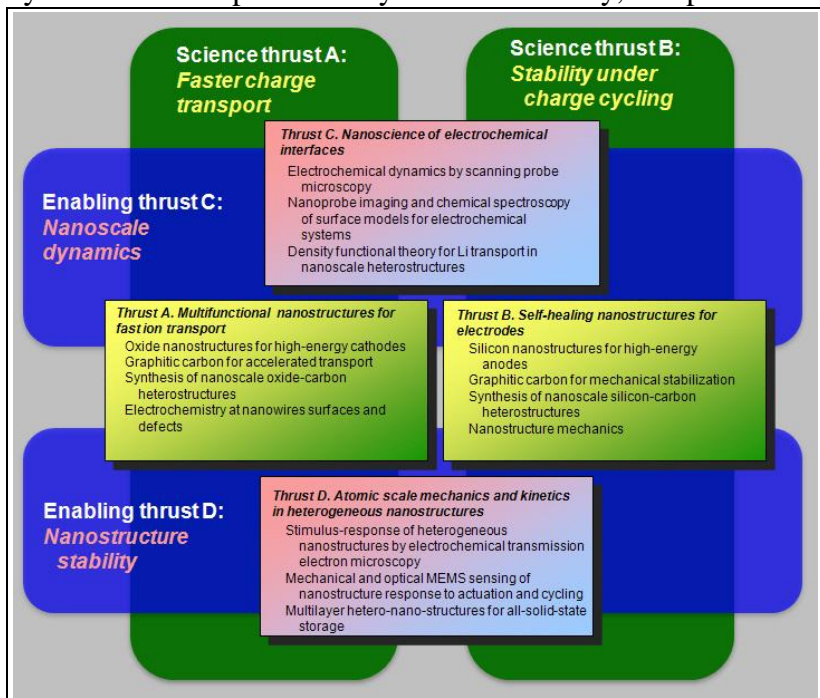 Science thrust A:
Faster charge
transport
Science thrust B:
Stability under
charge cycling
Thrust C. Nanoscience of electrochemical
interfaces
Electrochemical dynamics by scanning probe
microscopy
Nanoprobe imaging and chemical spectroscopy
of surface models for electrochemical
systems
Density functional theory for Li transport in
nanoscale heterostructures
Enabling thrust C:
Nanoscale
dynamics
Thrust A. Multifunctional nanostructures for
fast ion transport
Oxide nanostructures for high-energy cathodes
Graphitic carbon for accelerated transport
Synthesis of nanoscale oxide-carbon
heterostructures
Electrochemistry at nanowires surfaces and
defects
Thrust B. Self-healing nanostructures for
electrodes
Silicon nanostructures for high-energy
anodes
Graphitic carbon for mechanical stabilization
Synthesis of nanoscale silicon-carbon
heterostructures
Nanostructure mechanics
Enabling thrust D:
Nanostructure
stability
Thrust D. Atomic scale mechanics and kinetics
in heterogeneous nanostructures
Stimulus-response of heterogeneous
nanostructures by electrochemical transmission
electron microscopy
Mechanical and optical MEMS sensing of
nanostructure response to actuation and cycling
Multilayer hetero-nano-structures for all-solid-state
storage